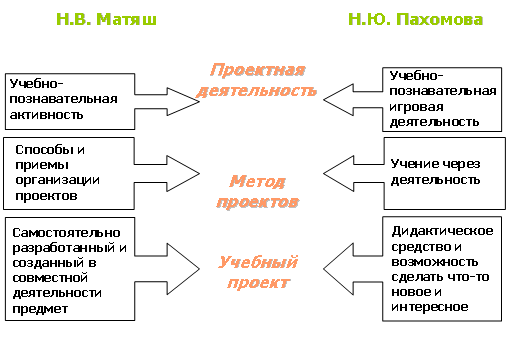 Н.В. Матяш
Н.Ю. Пахомова
Проектная
деятельность
Учебно-
познавательная
активность
Учебно-
познавательная
игровая
деятельность
Способы и
приемы
организации
проектов
Метод
проектов
Учение через
деятельность
Самостоятельно
разработанный и
созданный в
совместной
деятельности
предмет
Учебный
проект
Дидактическое
средство и
возможность
сделать что-то
новое и
интересное